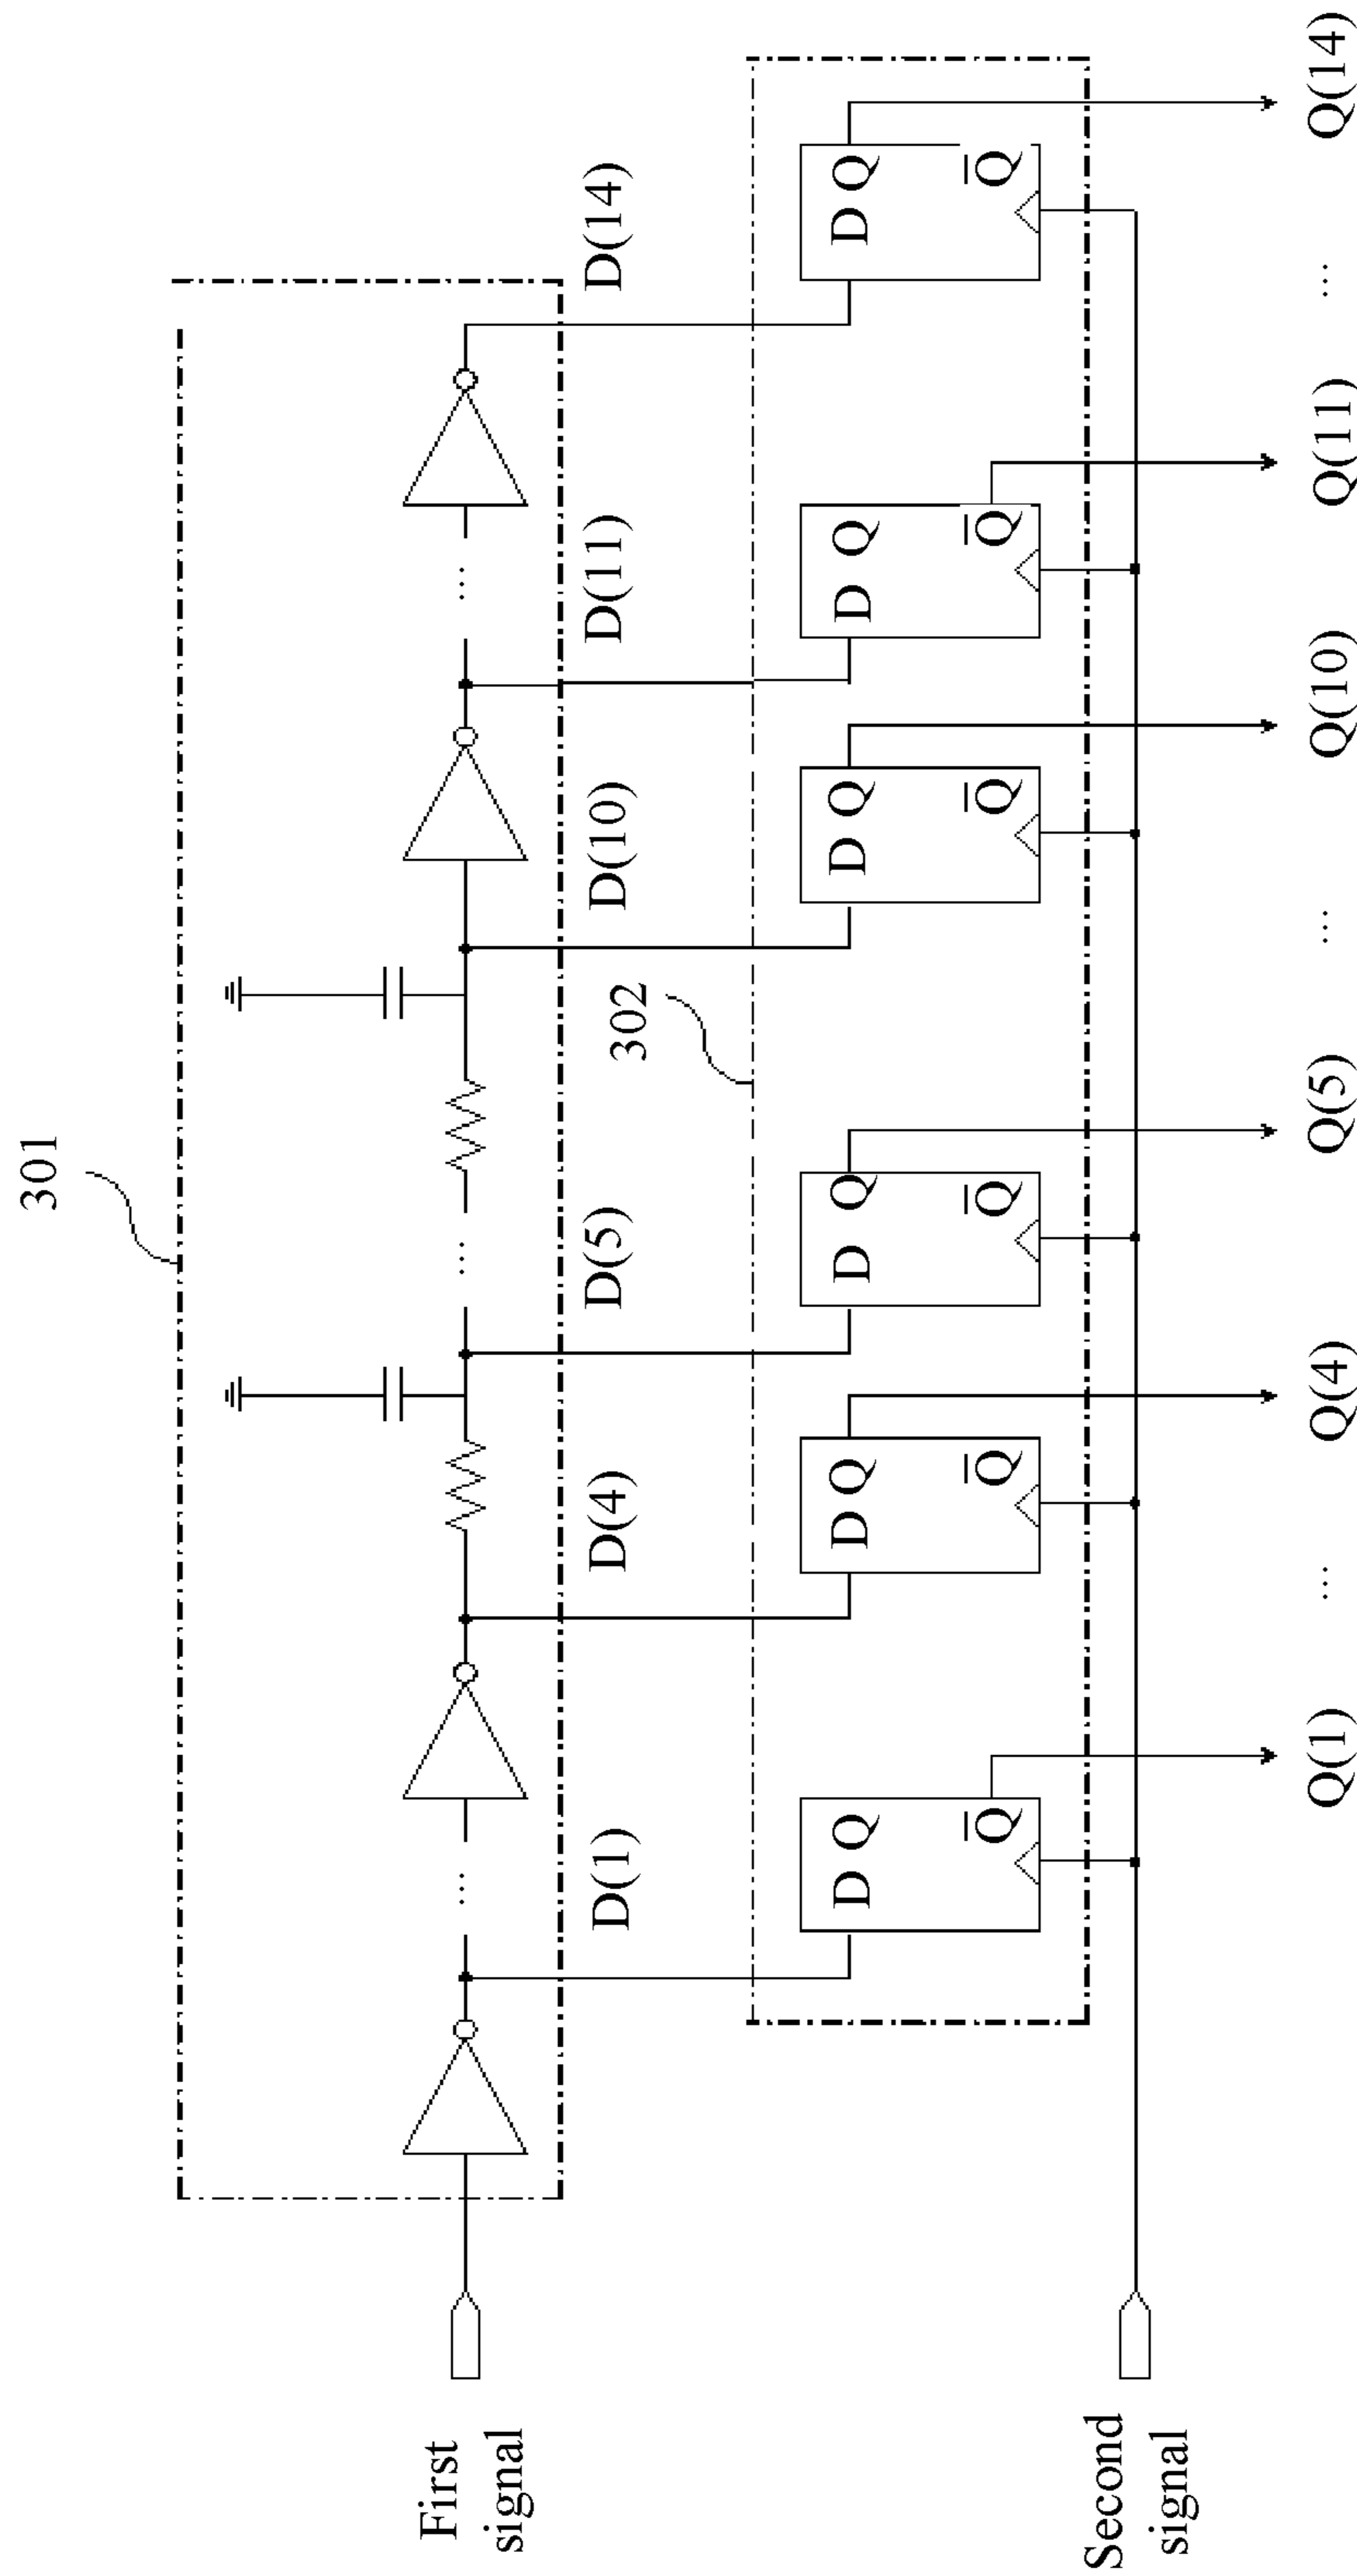 301
First
signal
D(1)
D(4)
D(5)
D(10)
D(11)
D(14)
...
...
...
302
D Q
Q̅
D Q
Q̅
D Q
Q̅
D Q
Q̅
D Q
Q̅
D Q
Q̅
Second
signal
Q(1)
...
Q(4)
Q(5)
...
Q(10)
Q(11)
...
Q(14)